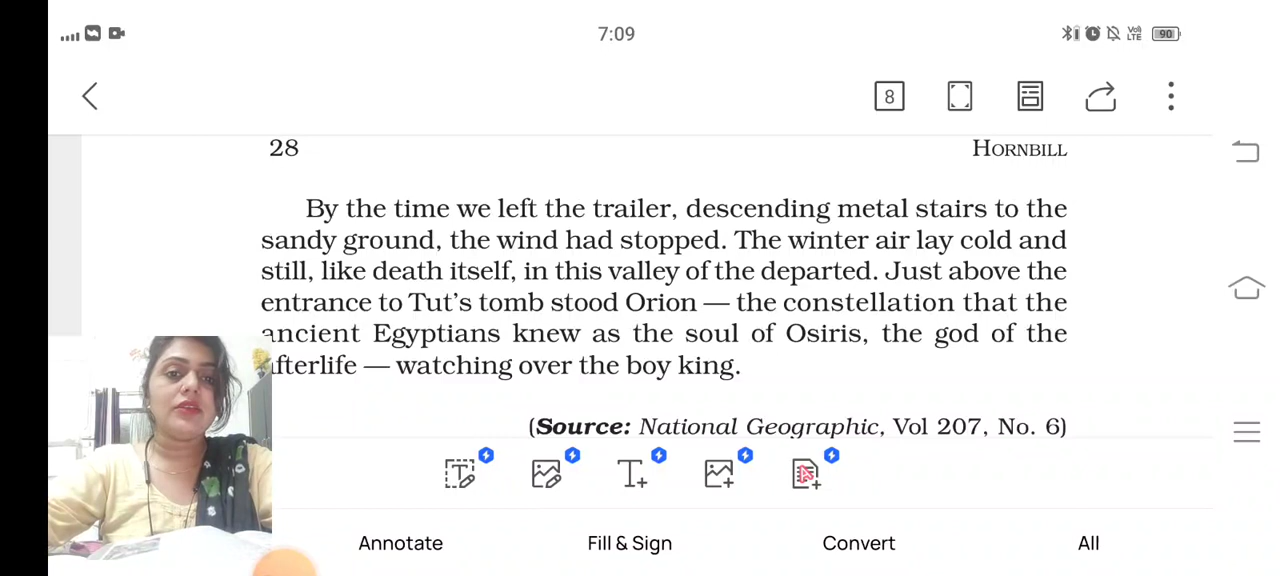 7:09
Vo)
LTE
90
8
28
HORNBILL
By the time we left the trailer, descending metal stairs to the
sandy ground, the wind had stopped. The winter air lay cold and
still, like death itself, in this valley of the departed. Just above the
entrance to Tut's tomb stood Orion — the constellation that the
ancient Egyptians knew as the soul of Osiris, the god of the
afterlife — watching over the boy king.
(Source: National Geographic, Vol 207, No. 6)
Annotate
Fill & Sign
Convert
All